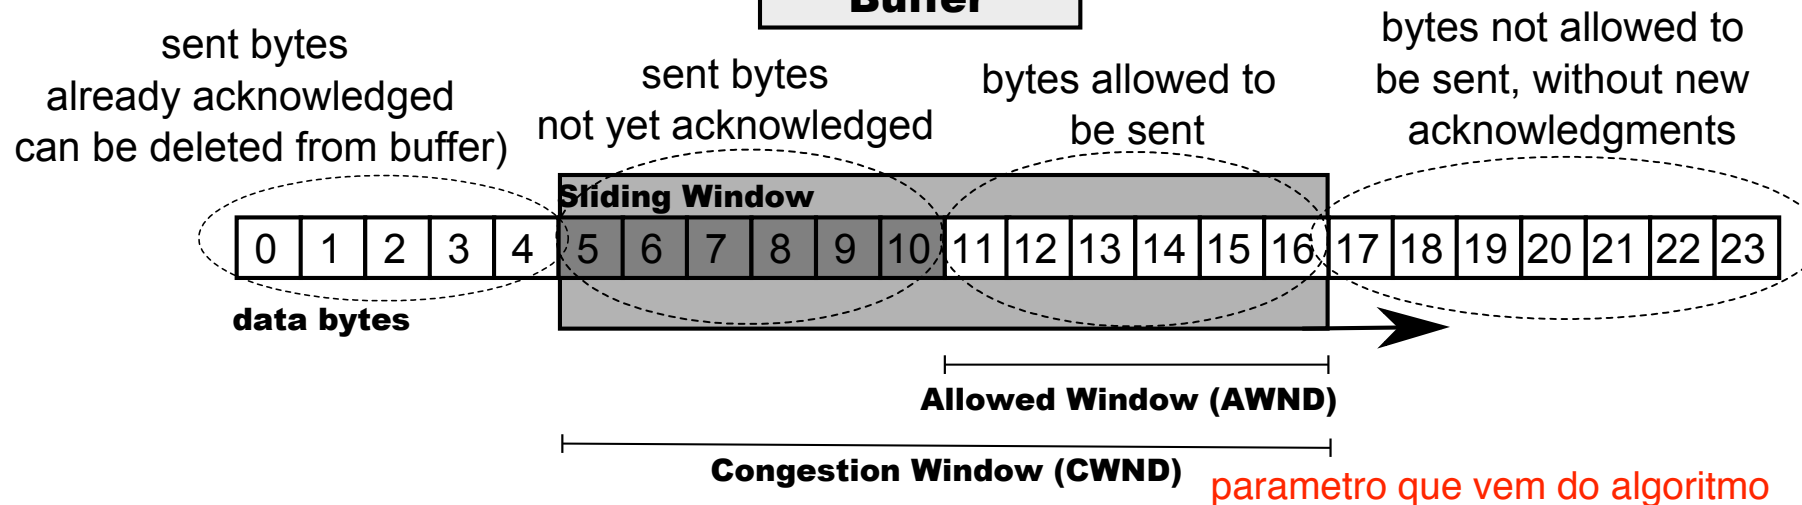 Buffer
sent bytes
already acknowledged
can be deleted from buffer)
sent bytes
not yet acknowledged
bytes allowed to
be sent
bytes not allowed to
be sent, without new
acknowledgments
Sliding Window
0 1 2 3 4 5 6 7 8 9 10 11 12 13 14 15 16 17 18 19 20 21 22 23
data bytes
Allowed Window (AWND)
Congestion Window (CWND)
parametro que vem do algoritmo